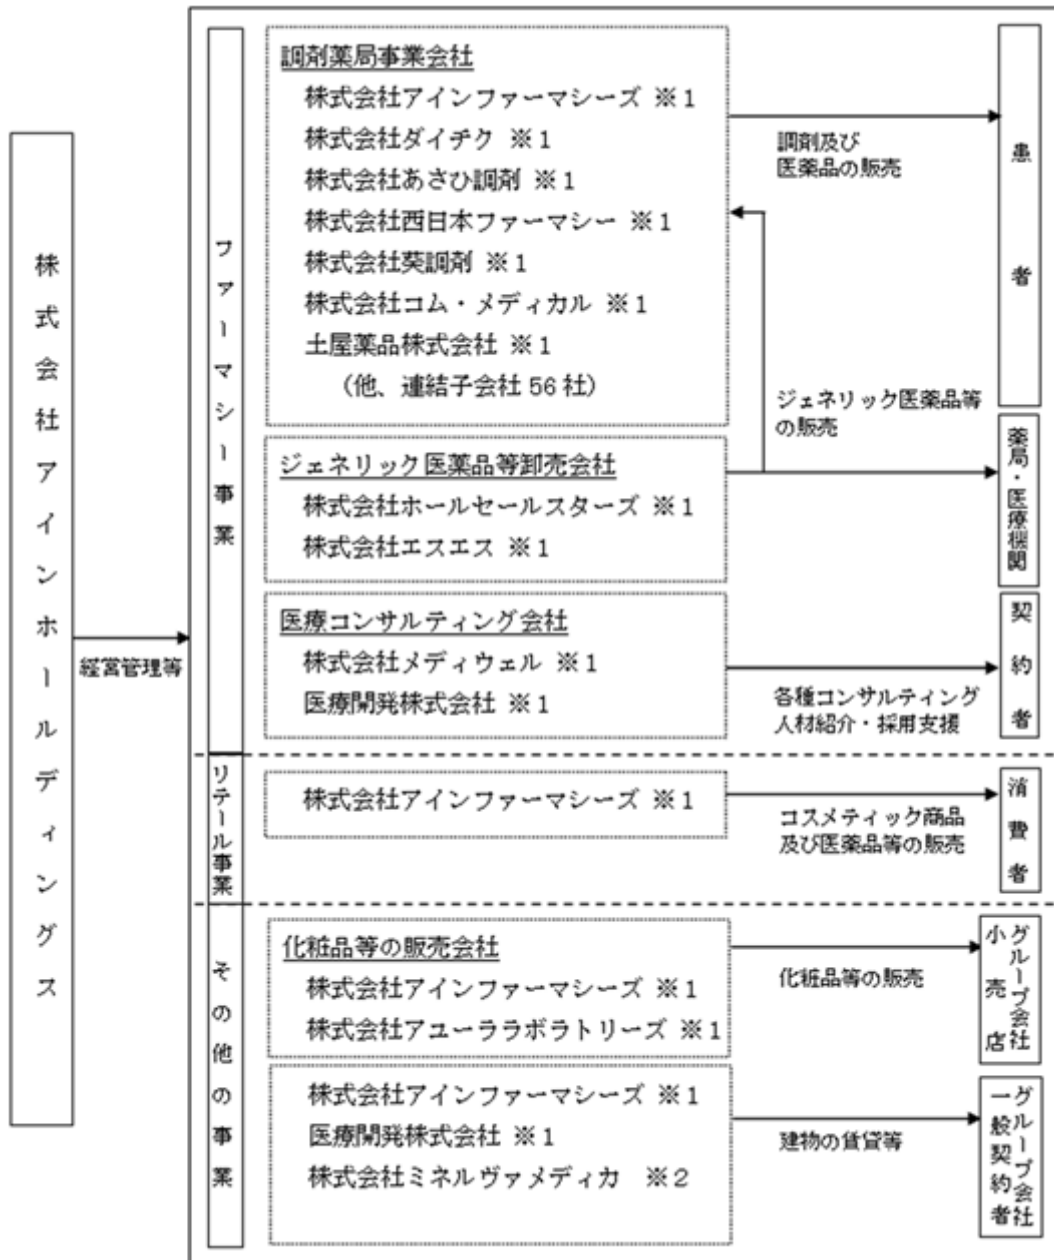 株式会社アインホールディングス
経営管理等
ファーマシー事業
調剤薬局事業会社
株式会社アインファーマシーズ ※1
株式会社ダイチク ※1
株式会社あさひ調剤 ※1
株式会社西日本ファーマシー ※1
株式会社葵調剤 ※1
株式会社コム・メディカル ※1
土屋薬品株式会社 ※1
(他、連結子会社 56 社)
調剤及び
医薬品の販売
患者
ジェネリック医薬品等卸売会社
株式会社ホールセールスターズ ※1
株式会社エスエス ※1
ジェネリック医薬品等
の販売
薬局・医療機関
医療コンサルティング会社
株式会社メディウェル ※1
医療開発株式会社 ※1
各種コンサルティング
人材紹介・採用支援
契約者
リテール事業
株式会社アインファーマシーズ ※1
コスメティック商品
及び医薬品等の販売
消費者
その他の事業
化粧品等の販売会社
株式会社アインファーマシーズ ※1
株式会社アユーララボラトリーズ ※1
化粧品等の販売
グループ会社
小売店
株式会社アインファーマシーズ ※1
医療開発株式会社 ※1
株式会社ミネルヴァメディカ ※2
建物の賃貸等
グループ会社
一般契約者